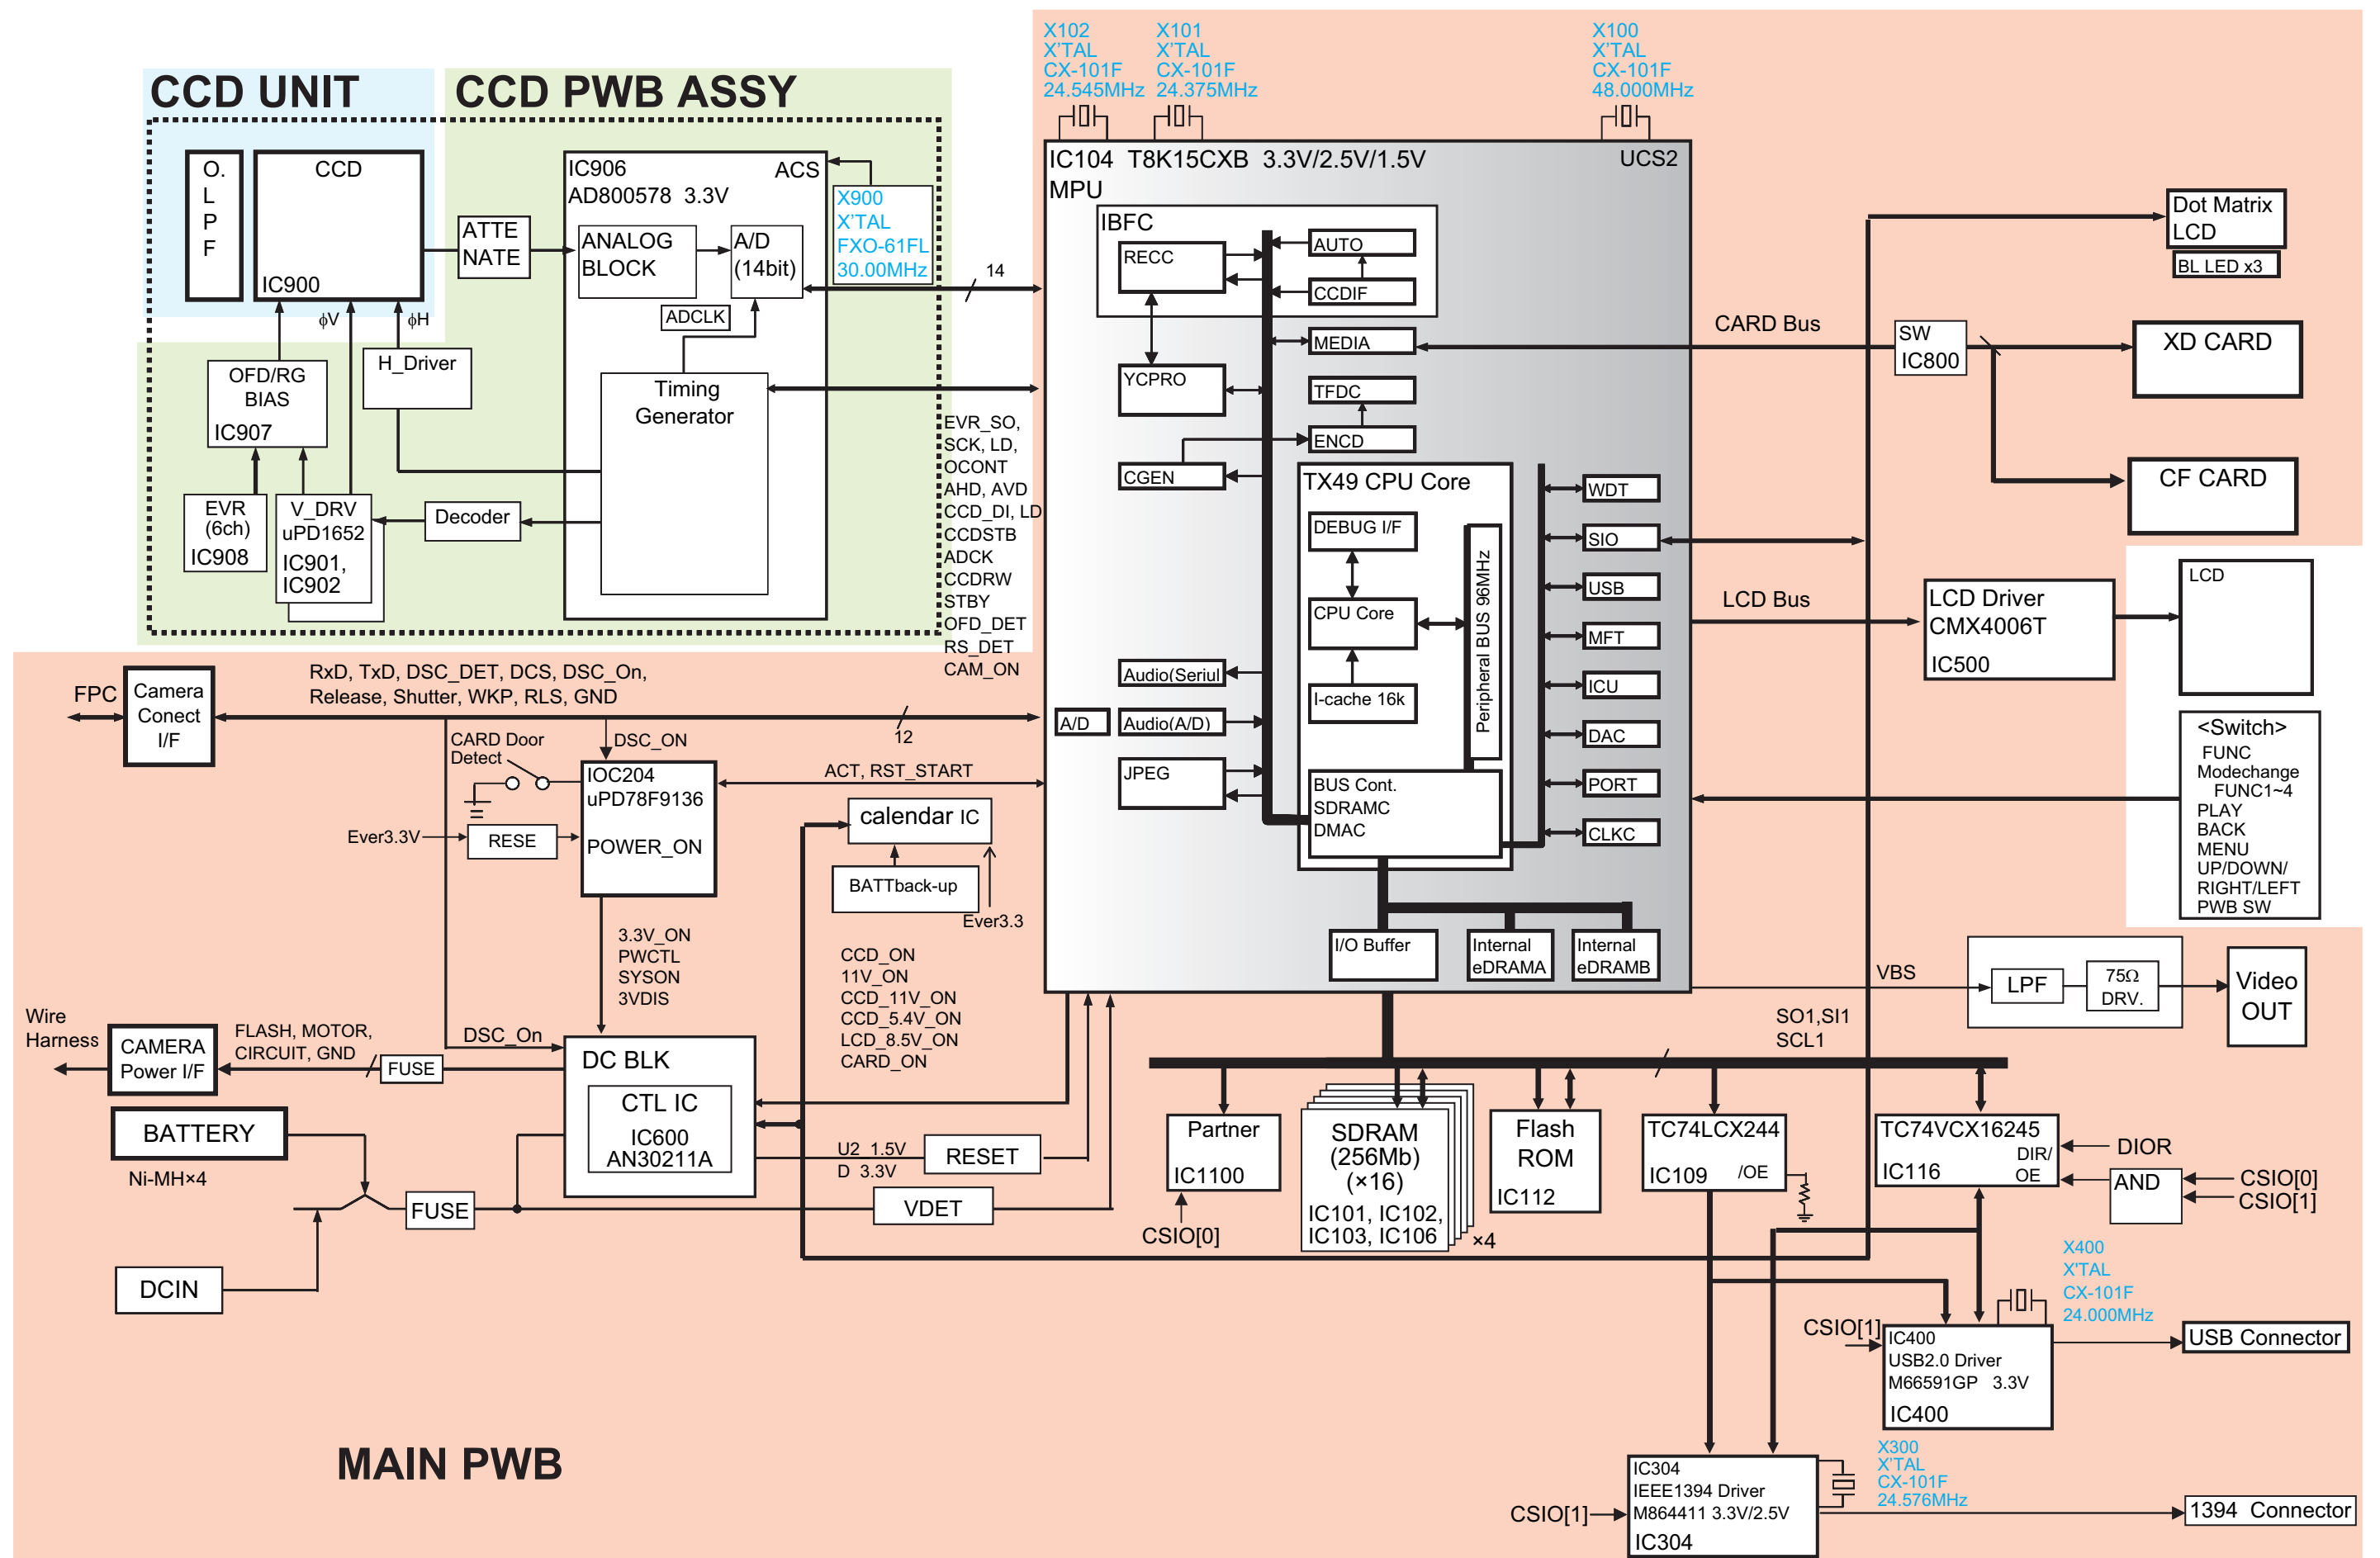 CCD UNIT
CCD PWB ASSY
O.
L
P
F
CCD
IC900
ϕV
ϕH
ATTE
NATE
IC906
AD800578 3.3V
ACS
ANALOG
BLOCK
A/D
(14bit)
ADCLK
X900
X'TAL
FXO-61FL
30.00MHz
14
Timing
Generator
H_Driver
OFD/RG
BIAS
IC907
EVR
(6ch)
IC908
V_DRV
uPD1652
IC901,
IC902
Decoder
EVR_SO,
SCK, LD,
OCONT
AHD, AVD
CCD_DI, LD
CCDSTB
ADCK
CCDRW
STBY
OFD_DET
RS_DET
CAM_ON
X102
X'TAL
CX-101F
24.545MHz
X101
X'TAL
CX-101F
24.375MHz
X100
X'TAL
CX-101F
48.000MHz
IC104 T8K15CXB 3.3V/2.5V/1.5V
UCS2
MPU
IBFC
RECC
AUTO
CCDIF
MEDIA
YCPRO
TFDC
ENCD
CGEN
TX49 CPU Core
DEBUG I/F
CPU Core
I-cache 16k
Peripheral BUS 96MHz
WDT
SIO
USB
MFT
ICU
DAC
PORT
CLKC
Audio(Seriul
A/D
Audio(A/D)
JPEG
BUS Cont.
SDRAMC
DMAC
I/O Buffer
Internal
eDRAMA
Internal
eDRAMB
Dot Matrix
LCD
BL LED x3
CARD Bus
SW
IC800
XD CARD
CF CARD
LCD Bus
LCD Driver
CMX4006T
IC500
LCD
<Switch>
FUNC
Modechange
FUNC1~4
PLAY
BACK
MENU
UP/DOWN/
RIGHT/LEFT
PWB SW
VBS
LPF
75Ω
DRV.
Video
OUT
SO1,SI1
SCL1
FPC
Camera
Conect
I/F
RxD, TxD, DSC_DET, DCS, DSC_On,
Release, Shutter, WKP, RLS, GND
12
CARD Door
Detect
DSC_ON
IOC204
uPD78F9136
POWER_ON
Ever3.3V
RESE
ACT, RST_START
calendar IC
BATTback-up
Ever3.3
3.3V_ON
PWCTL
SYSON
3VDIS
CCD_ON
11V_ON
CCD_11V_ON
CCD_5.4V_ON
LCD_8.5V_ON
CARD_ON
Wire
Harness
CAMERA
Power I/F
FLASH, MOTOR,
CIRCUIT, GND
FUSE
DSC_On
DC BLK
CTL IC
IC600
AN30211A
BATTERY
Ni-MH×4
FUSE
DCIN
U2 1.5V
D 3.3V
RESET
VDET
Partner
IC1100
CSIO[0]
SDRAM
(256Mb)
(×16)
IC101, IC102,
IC103, IC106
×4
Flash
ROM
IC112
TC74LCX244
IC109
/OE
TC74VCX16245
DIR/
IC116
OE
DIOR
AND
CSIO[0]
CSIO[1]
X400
X'TAL
CX-101F
24.000MHz
CSIO[1]
IC400
USB2.0 Driver
M66591GP 3.3V
IC400
USB Connector
X300
X'TAL
CX-101F
24.576MHz
CSIO[1]
IC304
IEEE1394 Driver
M864411 3.3V/2.5V
IC304
1394 Connector
MAIN PWB